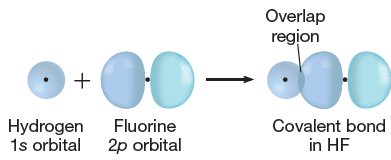 Overlap
region
+
Hydrogen
1s orbital
Fluorine
2p orbital
Covalent bond
in HF